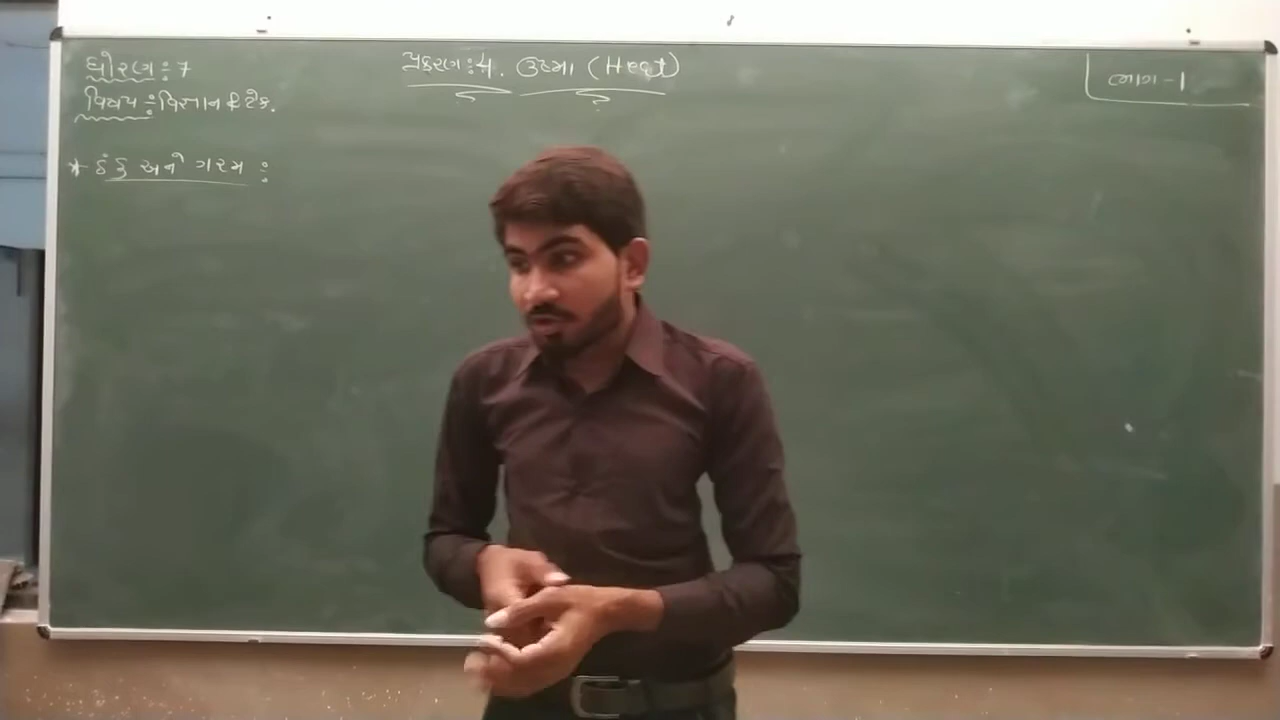 ધોરણ : 7
પ્રકરણ : 4. ઉષ્મા (Heat)
ભાગ - 1
વિષય : વિજ્ઞાન & ટેક.
* ઠંડુ અને ગરમ :